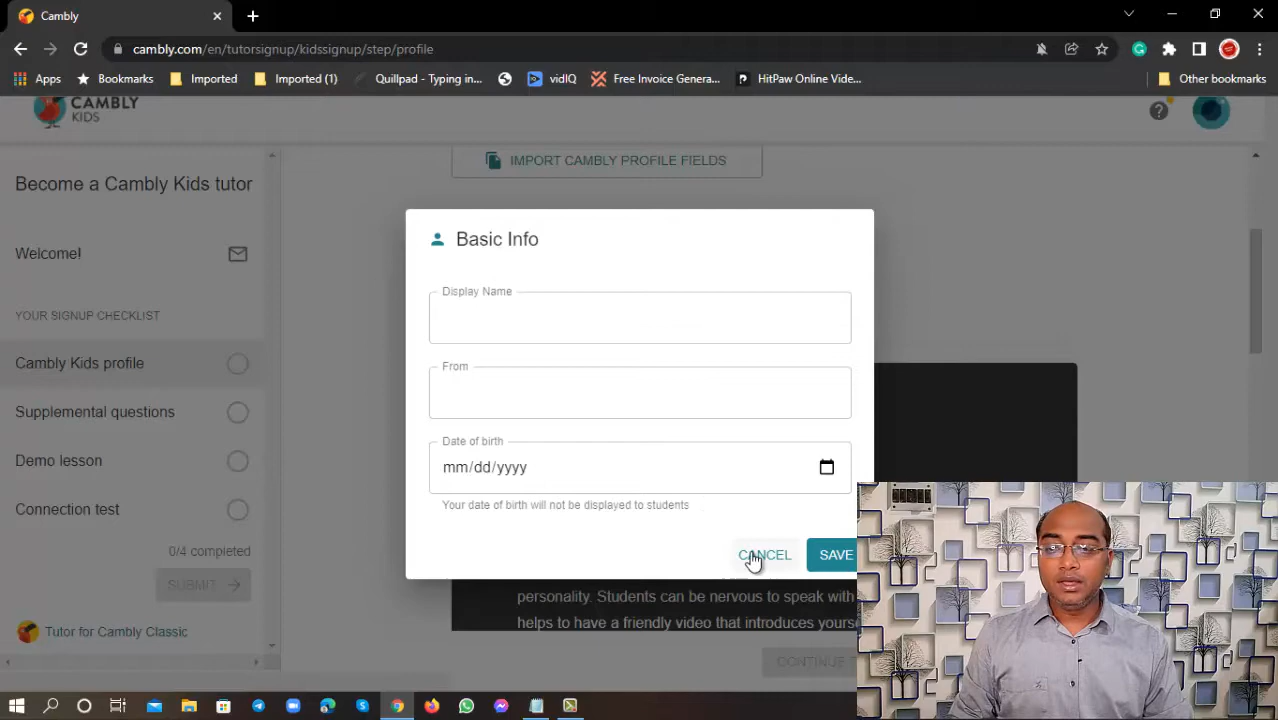 Cambly
cambly.com/en/tutorsignup/kidssignup/step/profile
Apps
Bookmarks
Imported
Imported (1)
Quillpad - Typing in...
vidIQ
Free Invoice Genera...
HitPaw Online Vide...
Other bookmarks
CAMBLY
KIDS
IMPORT CAMBLY PROFILE FIELDS
Become a Cambly Kids tutor
Welcome!
YOUR SIGNUP CHECKLIST
Cambly Kids profile
Supplemental questions
Demo lesson
Connection test
0/4 completed
SUBMIT
Tutor for Cambly Classic
Basic Info
Display Name
From
Date of birth
mm/dd/yyyy
Your date of birth will not be displayed to students
CANCEL
SAVE
personality. Students can be nervous to speak with
helps to have a friendly video that introduces yourse
CONTINUE